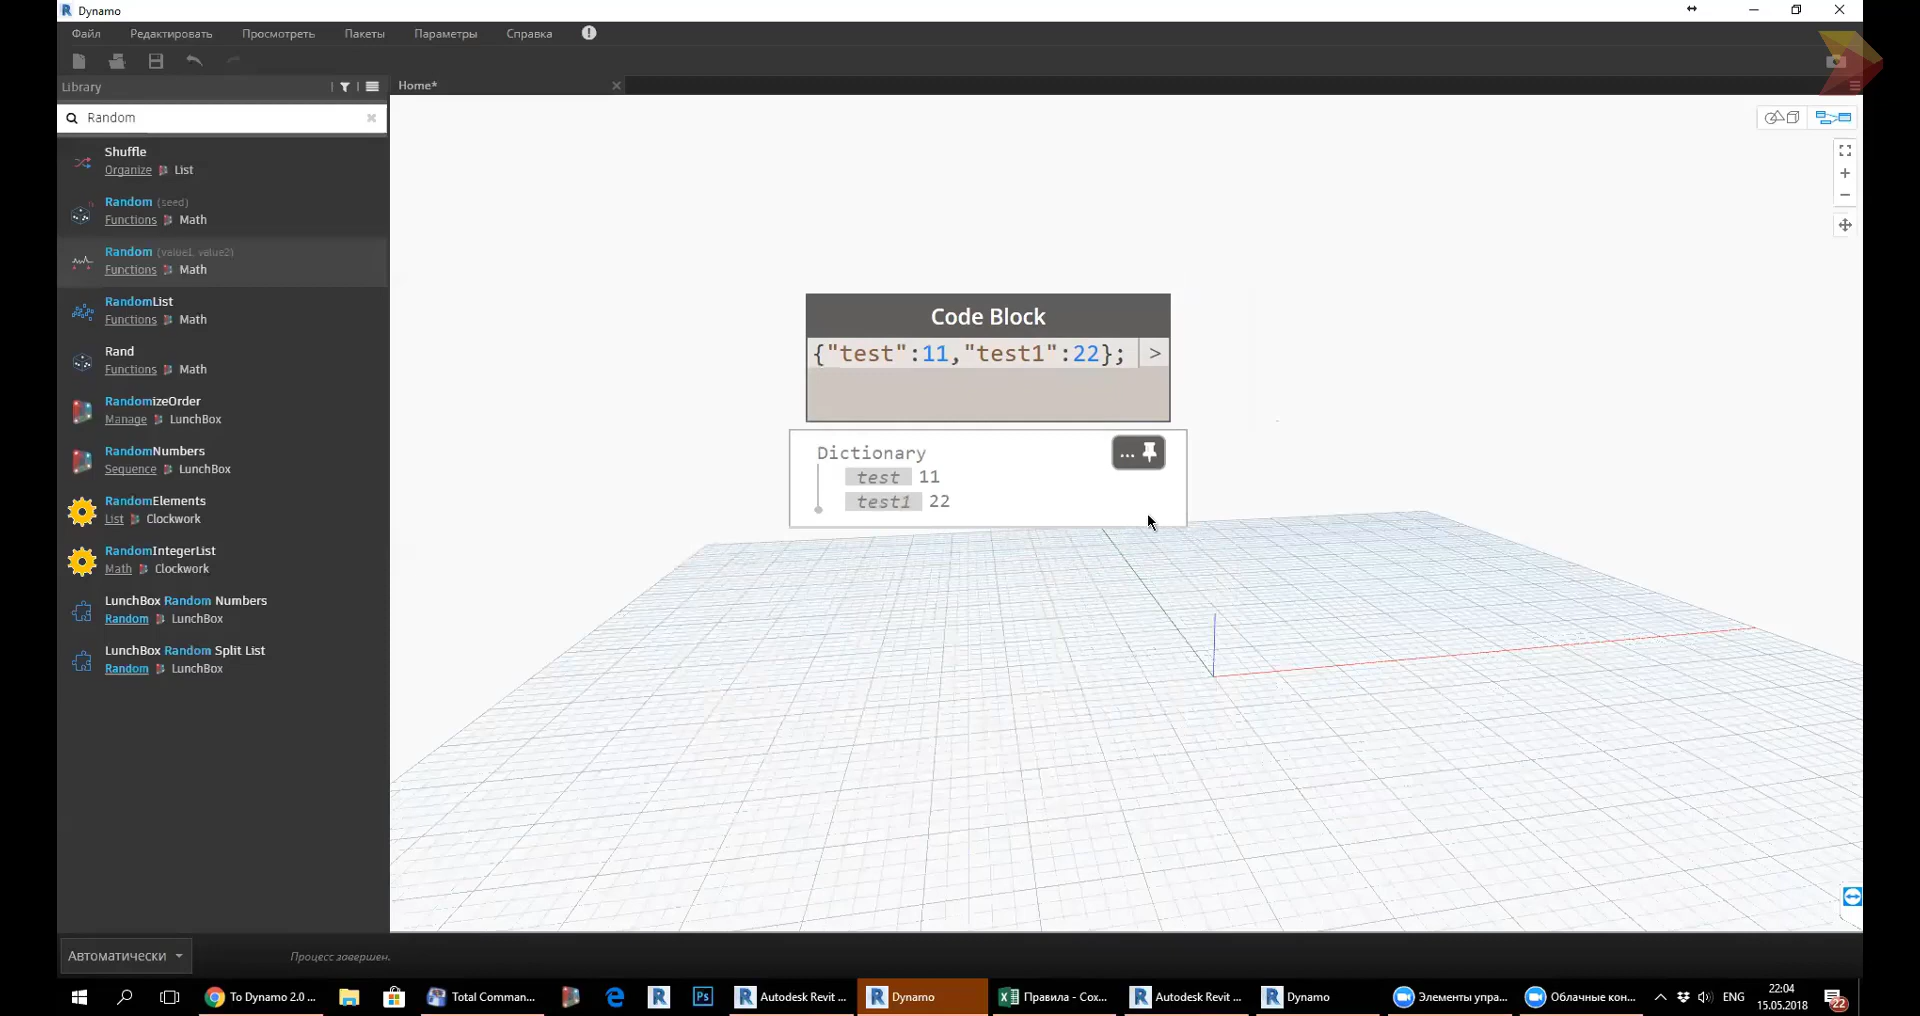 Dynamo
Файл Редактировать Просмотреть Пакеты Параметры Справка
Library
Home*
Random
Shuffle
Organize List
Random (seed)
Functions Math
Random (value1, value2)
Functions Math
RandomList
Functions Math
Rand
Functions Math
RandomizeOrder
Manage LunchBox
RandomNumbers
Sequence LunchBox
RandomElements
List Clockwork
RandomIntegerList
Math Clockwork
LunchBox Random Numbers
Random LunchBox
LunchBox Random Split List
Random LunchBox
Code Block
{"test":11,"test1":22}; >
Dictionary
test 11
test1 22
Автоматически
Процесс завершен.
To Dynamo 2.0 ... Total Comman... Ps Autodesk Revit ... Dynamo Правила - Сох... Autodesk Revit ... Dynamo Элементы упра... Облачные кон... ENG 22:04
15.05.2018 22